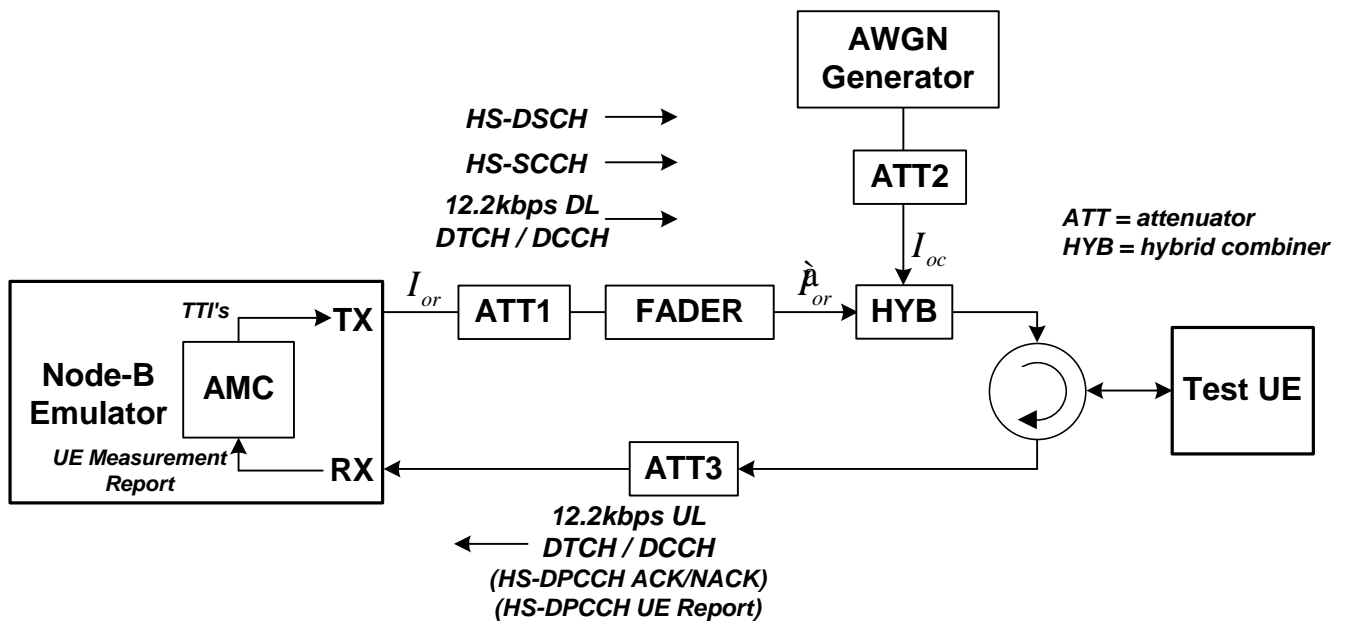 AWGN
Generator
HS-DSCH
HS-SCCH
12.2kbps DL
DTCH / DCCH
ATT2
ATT = attenuator
HYB = hybrid combiner
I oc
I or
TTI's
TX
ATT1
FADER
or
HYB
Node-B
Emulator
AMC
Test UE
UE Measurement
Report
RX
ATT3
12.2kbps UL
DTCH / DCCH
(HS-DPCCH ACK/NACK)
(HS-DPCCH UE Report)